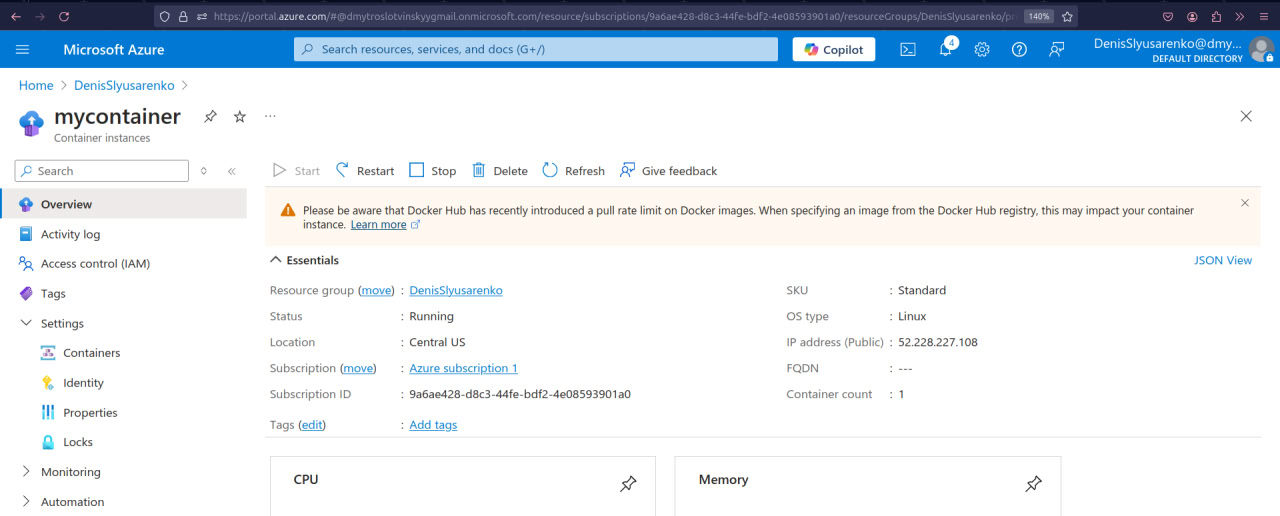 https://portal.azure.com/#@dmytroslotvinskyygmail.onmicrosoft.com/resource/subscriptions/9a6ae428-d8c3-44fe-bdf2-4e08593901a0/resourceGroups/DenisSlyusarenko/pr 140%
Microsoft Azure
Search resources, services, and docs (G+/)
Copilot
4
DenisSlyusarenko@dmy...
DEFAULT DIRECTORY
Home > DenisSlyusarenko >
mycontainer
Container instances
Search
Start Restart Stop Delete Refresh Give feedback
Overview
Activity log
Access control (IAM)
Tags
Settings
Containers
Identity
Properties
Locks
Monitoring
Automation
Please be aware that Docker Hub has recently introduced a pull rate limit on Docker images. When specifying an image from the Docker Hub registry, this may impact your container
instance. Learn more
Essentials
JSON View
Resource group (move) : DenisSlyusarenko
Status : Running
Location : Central US
Subscription (move) : Azure subscription 1
Subscription ID : 9a6ae428-d8c3-44fe-bdf2-4e08593901a0
Tags (edit) : Add tags
SKU : Standard
OS type : Linux
IP address (Public) : 52.228.227.108
FQDN : ---
Container count : 1
CPU
Memory